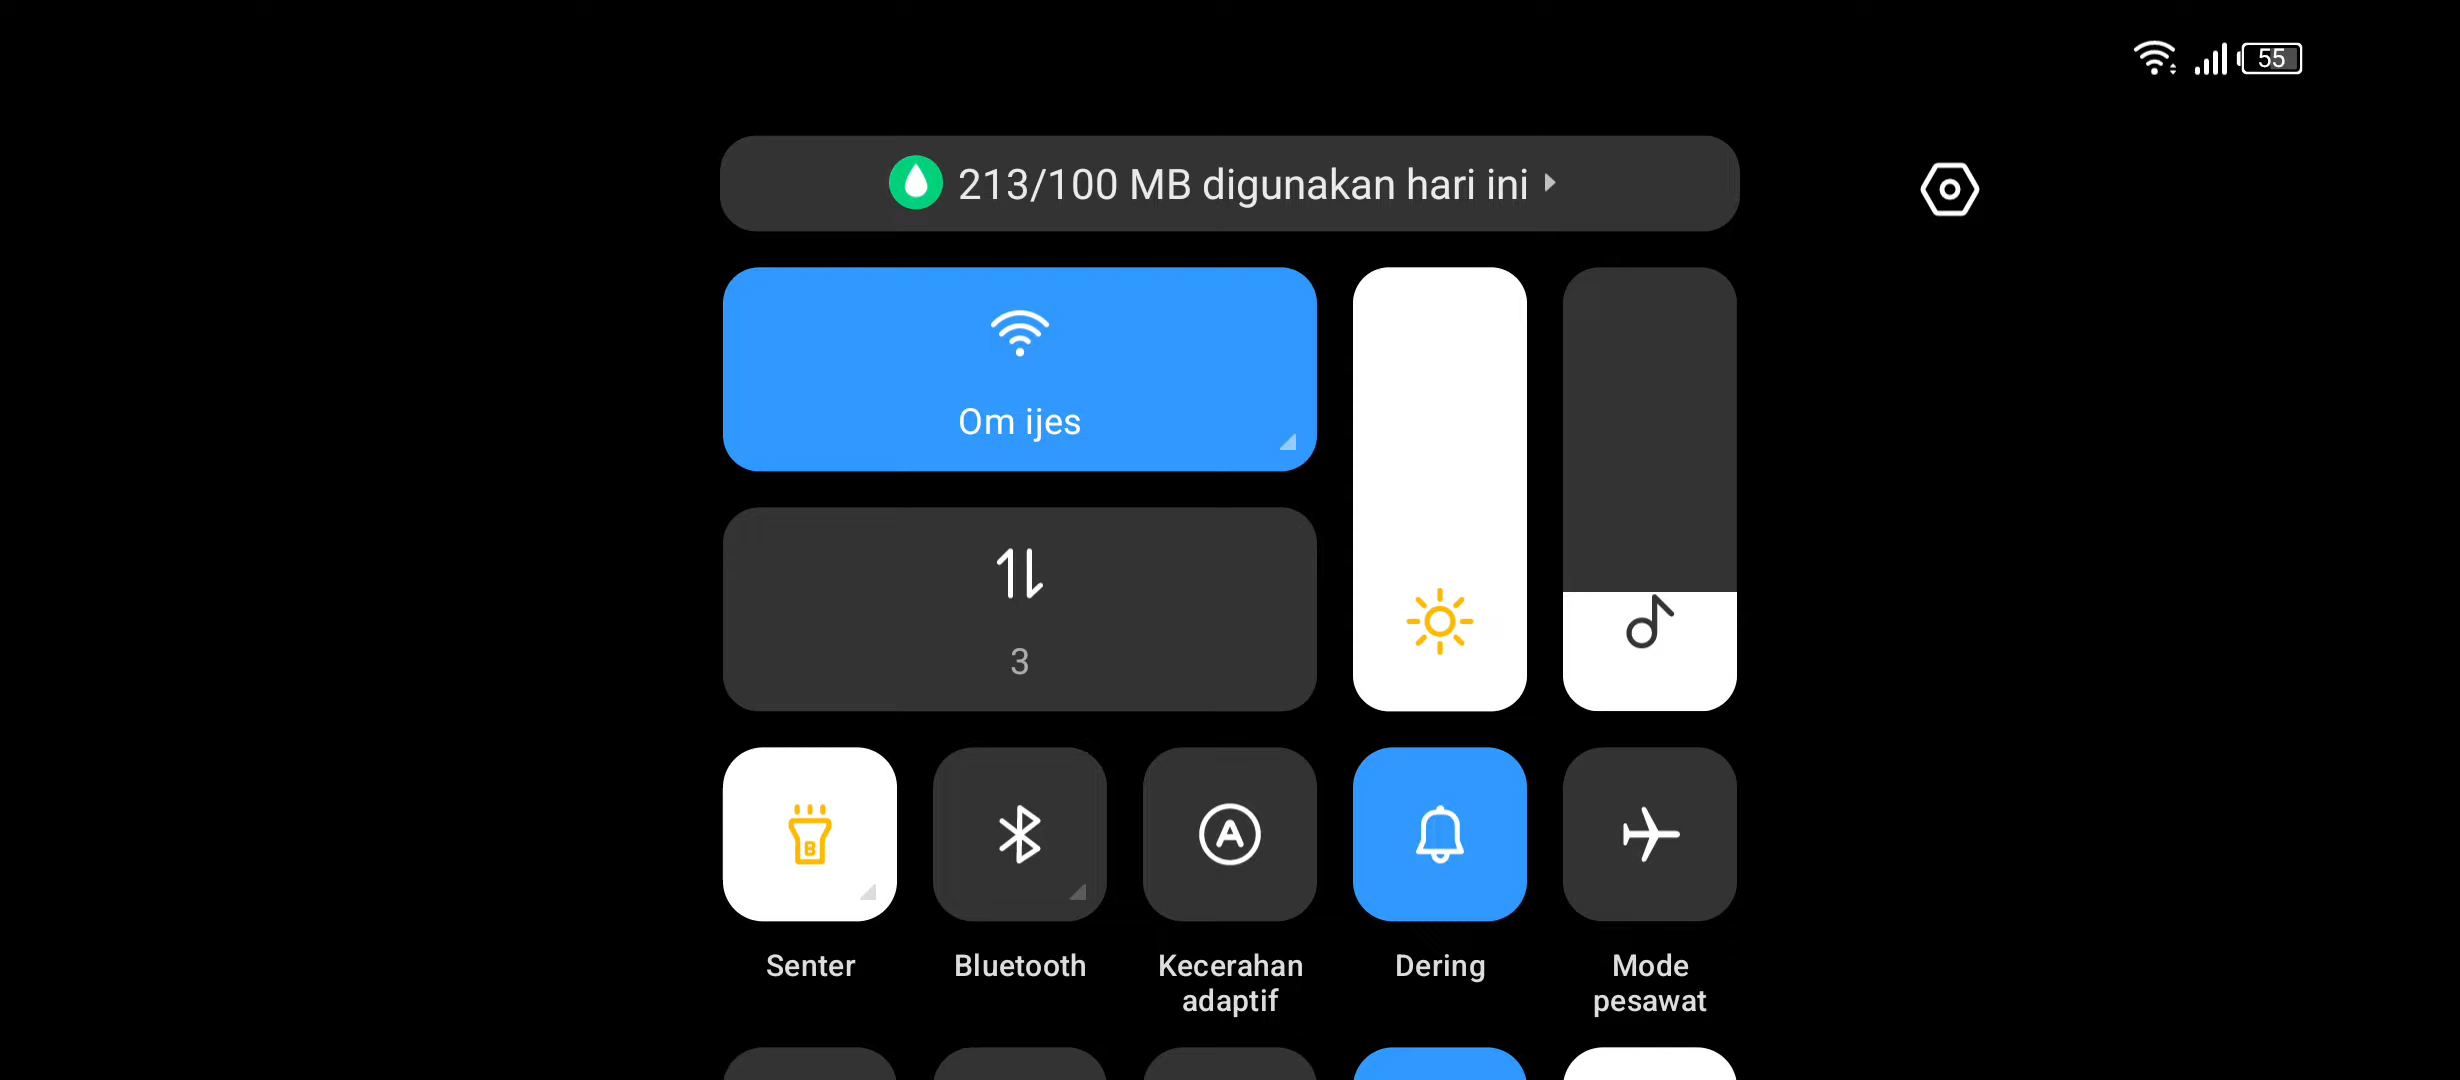 55
213/100 MB digunakan hari ini
Om ijes
3
Senter
Bluetooth
Kecerahan
adaptif
Dering
Mode
pesawat